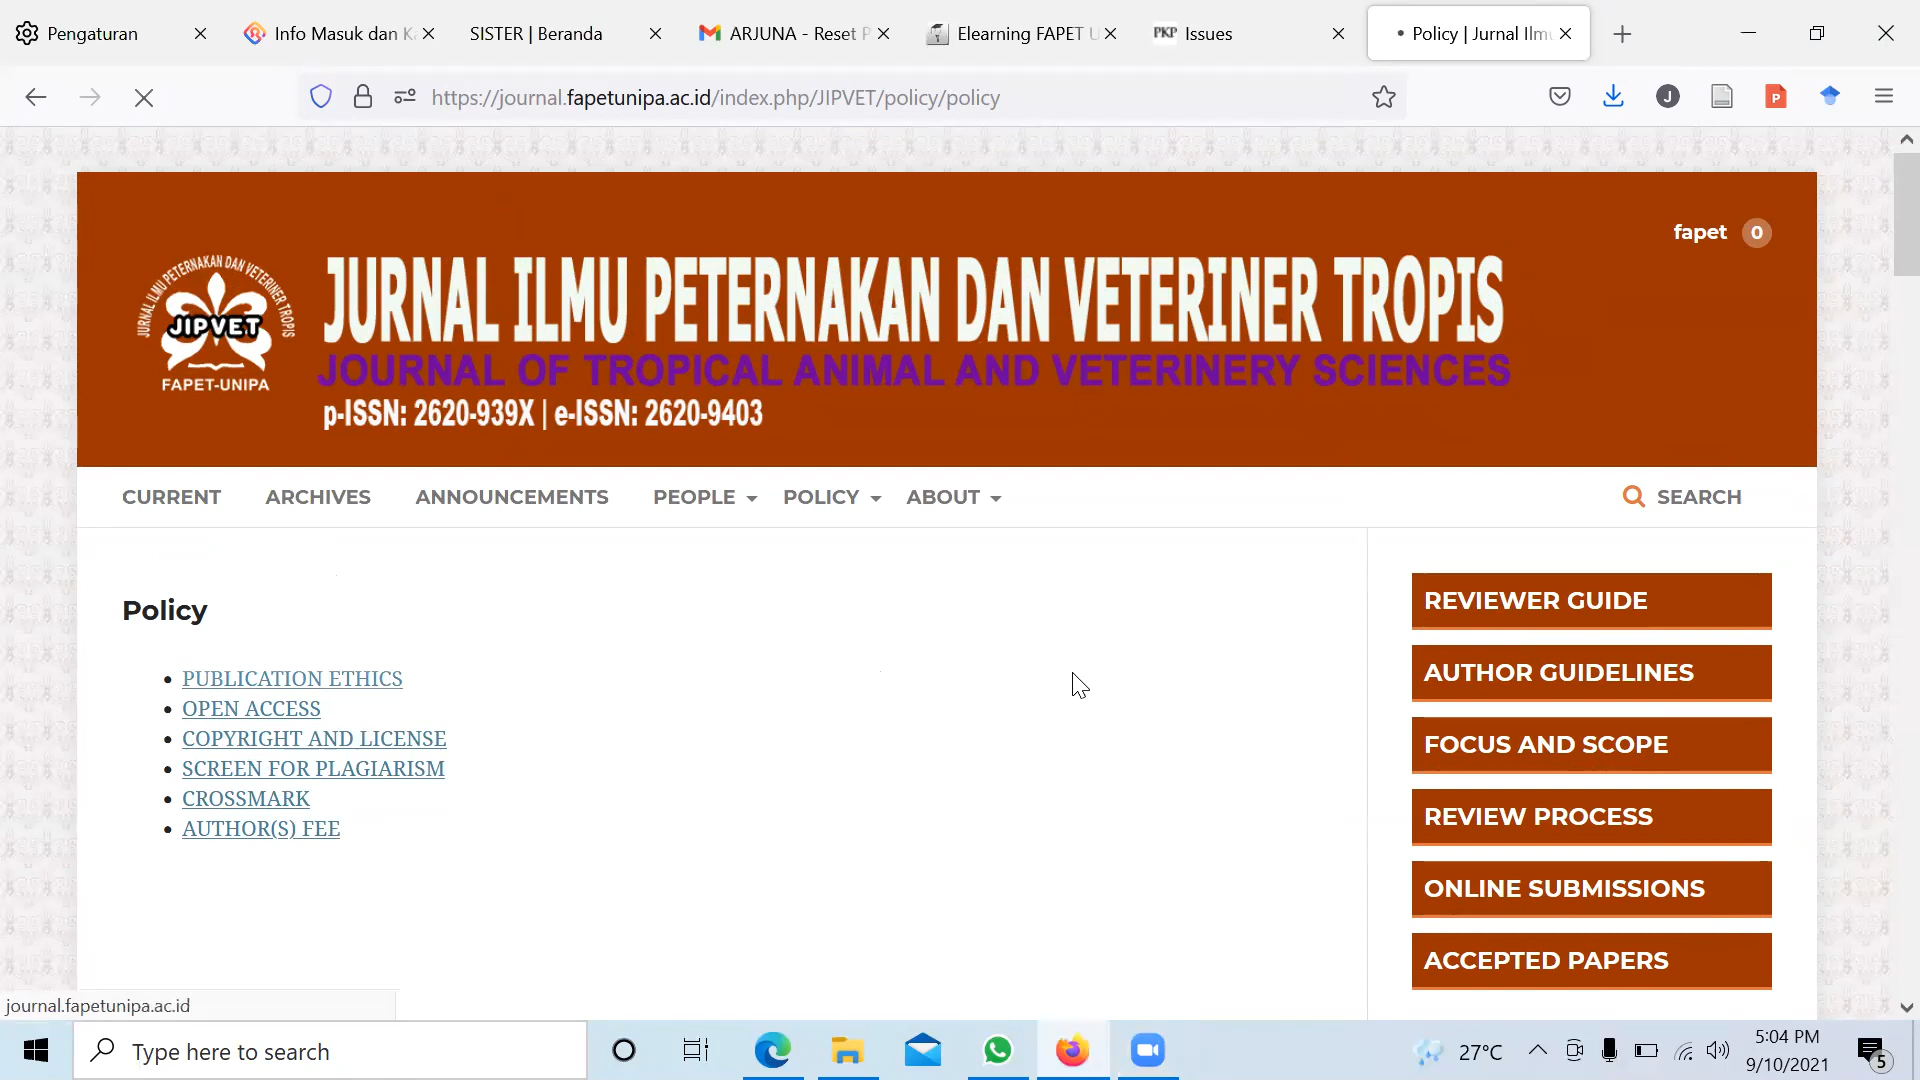 Pengaturan
Info Masuk dan Ka
SISTER | Beranda
ARJUNA - Reset P
Elearning FAPET U
PKP Issues
• Policy | Jurnal Ilmu
https://journal.fapetunipa.ac.id/index.php/JIPVET/policy/policy
J
P
fapet 0
JURNAL ILMU PETERNAKAN DAN VETERINER TROPIS
JIPVET
FAPET-UNIPA
JURNAL ILMU PETERNAKAN DAN VETERINER TROPIS
JOURNAL OF TROPICAL ANIMAL AND VETERINERY SCIENCES
p-ISSN: 2620-939X | e-ISSN: 2620-9403
CURRENT ARCHIVES ANNOUNCEMENTS PEOPLE POLICY ABOUT SEARCH
Policy
• PUBLICATION ETHICS
• OPEN ACCESS
• COPYRIGHT AND LICENSE
• SCREEN FOR PLAGIARISM
• CROSSMARK
• AUTHOR(S) FEE
REVIEWER GUIDE
AUTHOR GUIDELINES
FOCUS AND SCOPE
REVIEW PROCESS
ONLINE SUBMISSIONS
ACCEPTED PAPERS
journal.fapetunipa.ac.id
Type here to search
27°C
5:04 PM
9/10/2021
5